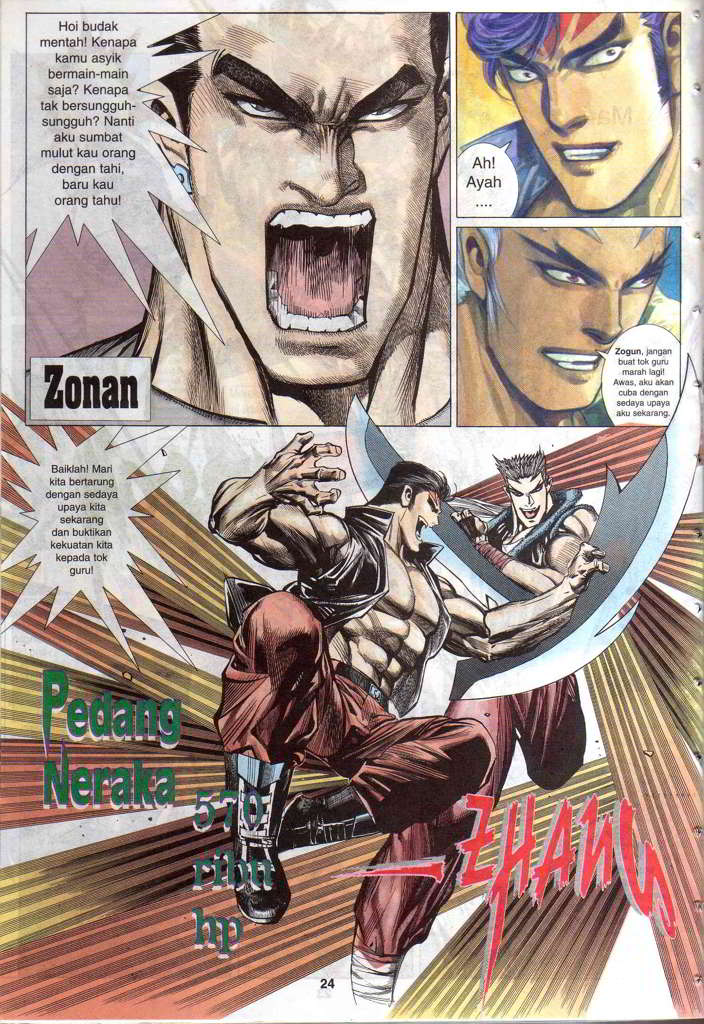 Hoi budak
mentah! Kenapa
kamu asyik
bermain-main
saja? Kenapa
tak bersungguh-
sungguh? Nanti
aku sumbat
mulut kau orang
dengan tahi,
baru kau
orang tahu!
Ah!
Ayah
....
Zonan
Zogun, jangan
buat tok guru
marah lagi!
Awas, aku akan
cuba dengan
sedaya upaya
aku sekarang.
Baiklah! Mari
kita bertarung
dengan sedaya
upaya kita
sekarang
dan buktikan
kekuatan kita
kepada tok
guru!
Pedang
Neraka
570
ribu
hp
ZHANG
24